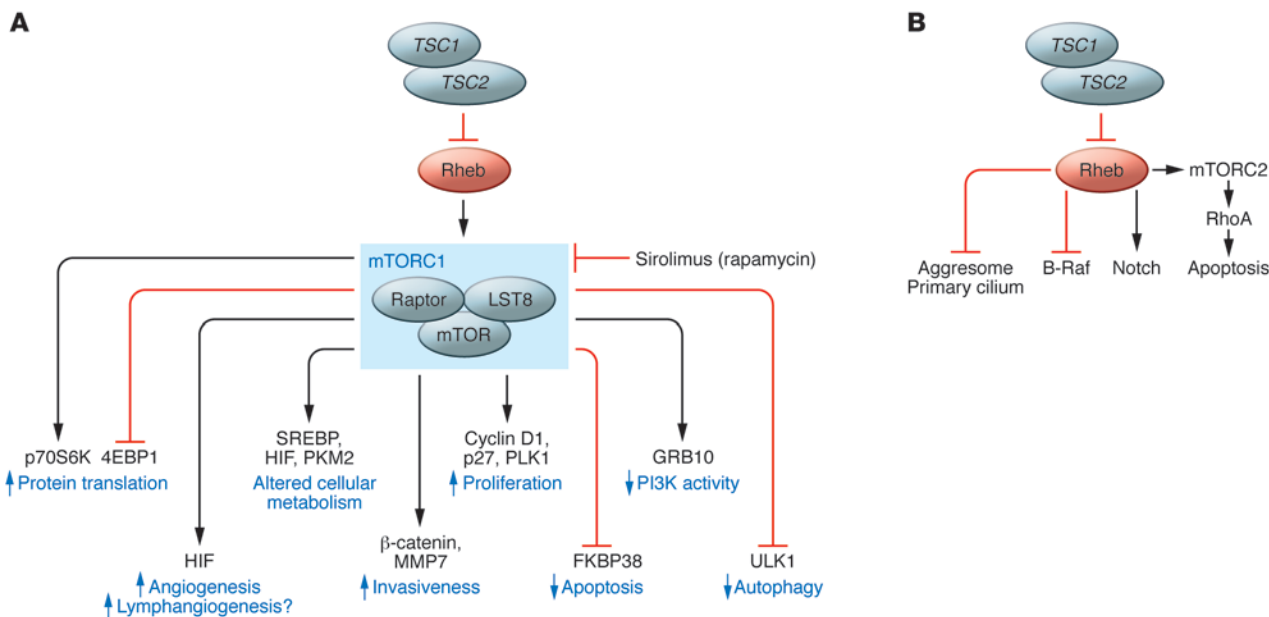 A
TSC1
TSC2
Rheb
mTORC1
Sirolimus (rapamycin)
Raptor
LST8
mTOR
p70S6K
4EBP1
Protein translation
SREBP,
HIF, PKM2
Altered cellular
metabolism
Cyclin D1,
p27, PLK1
Proliferation
GRB10
PI3K activity
HIF
Angiogenesis
Lymphangiogenesis?
β-catenin,
MMP7
Invasiveness
FKBP38
Apoptosis
ULK1
Autophagy
B
TSC1
TSC2
Rheb
mTORC2
RhoA
Apoptosis
Aggresome
Primary cilium
B-Raf
Notch